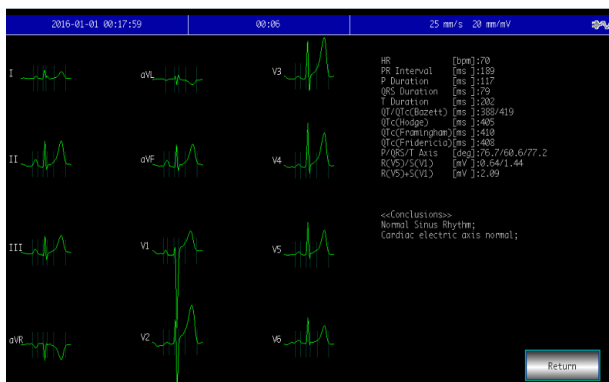 2016-01-01 00:17:59 00:06 25 mm/s 20 mm/mV
I aVL V3
II aVF V4
III V1 V5
aVR V2 V6
HR [bpm]:70
PR Interval [ms ]:189
P Duration [ms ]:117
QRS Duration [ms ]:79
T Duration [ms ]:202
QT/QTc(Bazett) [ms ]:388/419
QTc(Hodge) [ms ]:405
QTc(Framingham)[ms ]:410
QTc(Fridericia)[ms ]:408
P/QRS/T Axis [deg]:76.7/60.6/77.2
R(V5)/S(V1) [mV ]:0.64/1.44
R(V5)+S(V1) [mV ]:2.09
<<Conclusions>>
Normal Sinus Rhythm;
Cardiac electric axis normal;
Return